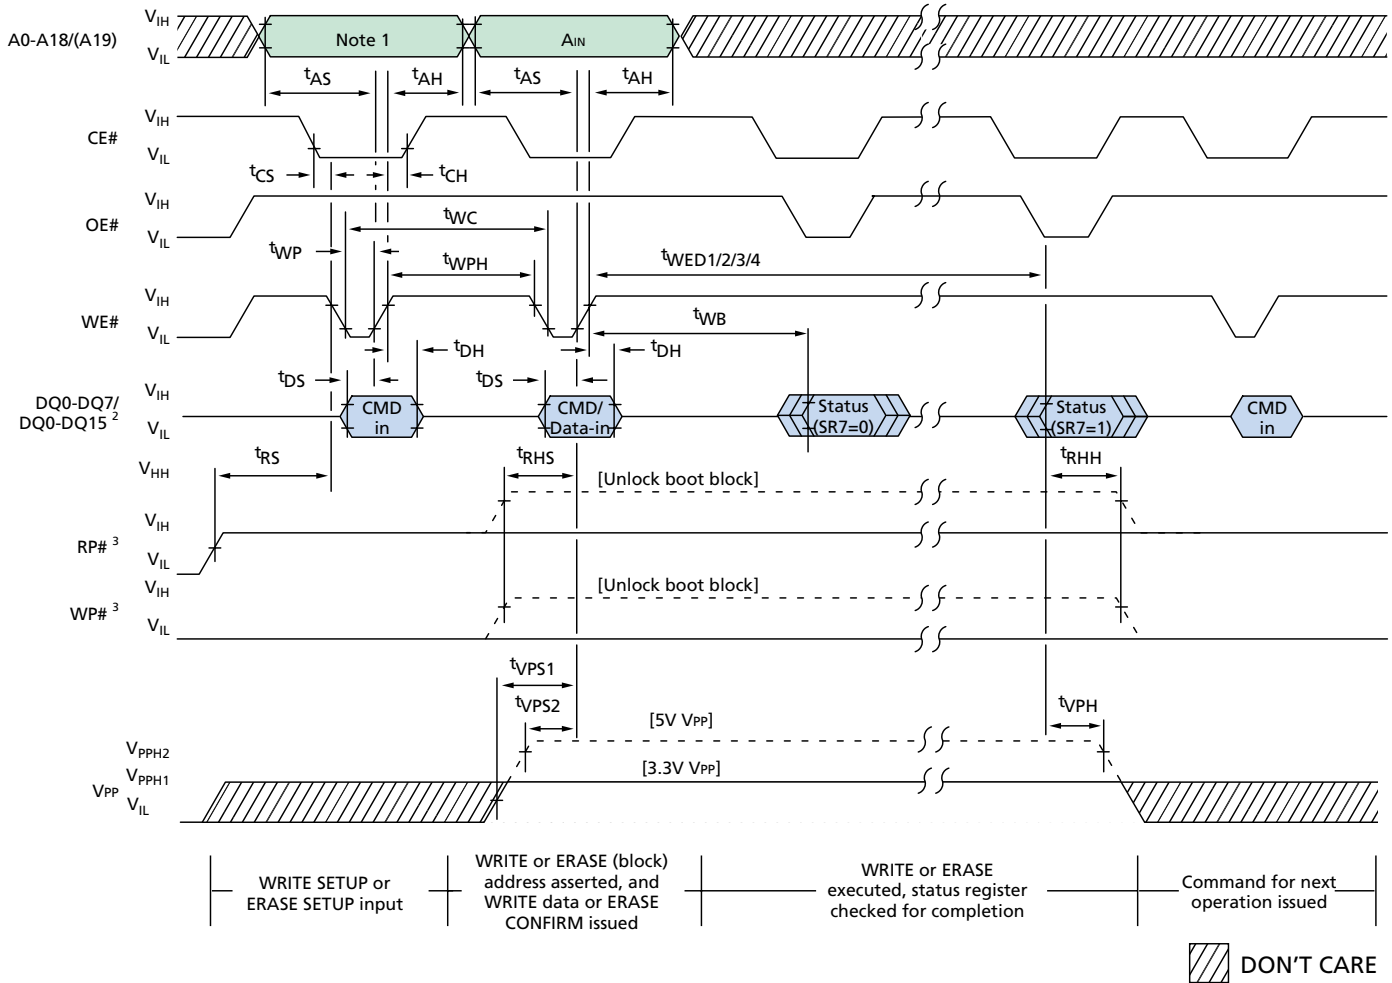 VIH
A0-A18/(A19)
VIL
Note 1
AIN
tAS
tAH
tAS
tAH
VIH
CE#
VIL
tCS
tCH
VIH
OE#
VIL
tWC
tWP
tWPH
tWED1/2/3/4
VIH
WE#
VIL
tWB
tDH
tDH
tDS
tDS
VIH
DQ0-DQ7/
DQ0-DQ15 2
VIL
CMD
in
CMD/
Data-in
Status
(SR7=0)
Status
(SR7=1)
CMD
in
tRS
tRHS
tRHH
VHH
[Unlock boot block]
VIH
RP# 3
VIL
VIH
[Unlock boot block]
WP# 3
VIL
tVPS1
tVPS2
tVPH
[5V VPP]
VPPH2
VPPH1
[3.3V VPP]
VPP
VIL
WRITE SETUP or
ERASE SETUP input
WRITE or ERASE (block)
address asserted, and
WRITE data or ERASE
CONFIRM issued
WRITE or ERASE
executed, status register
checked for completion
Command for next
operation issued
DON'T CARE